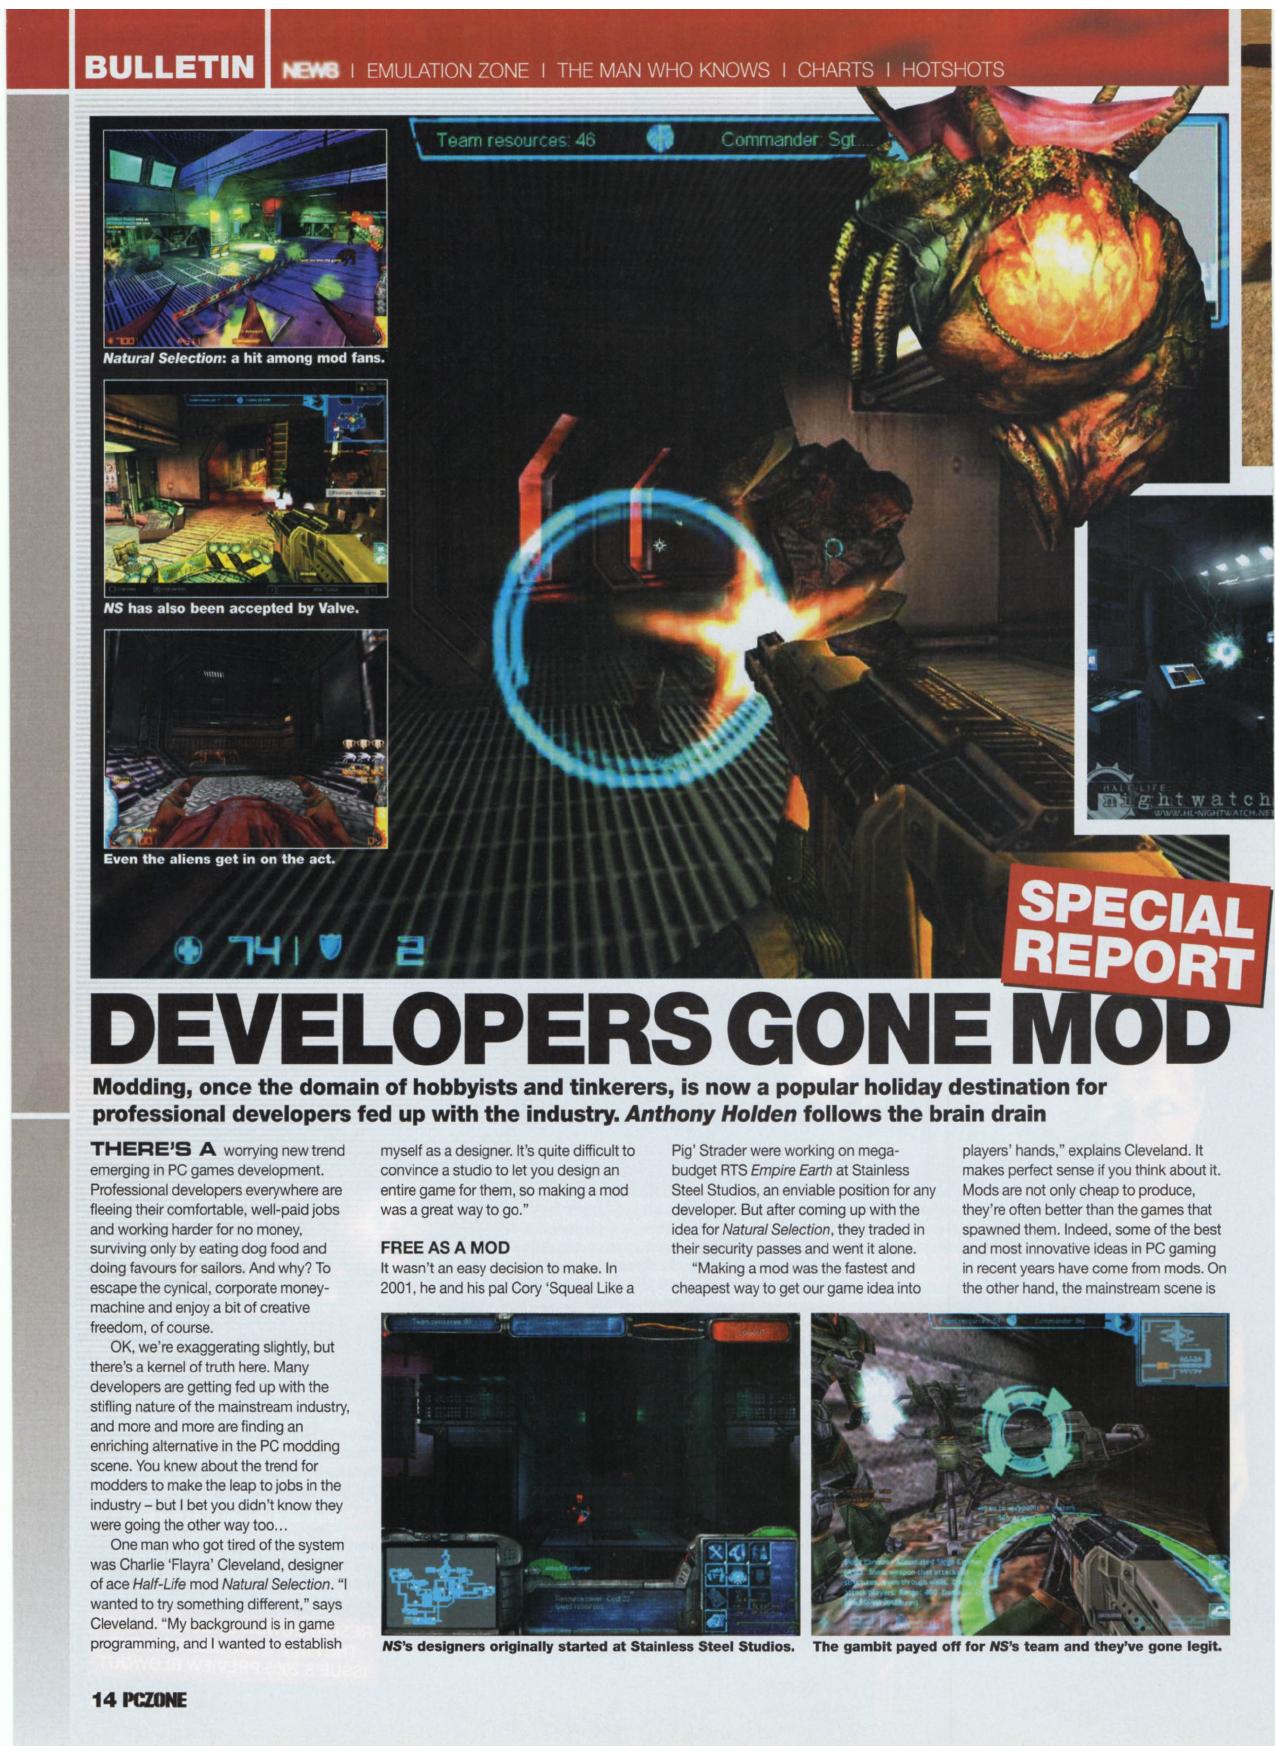 BULLETIN
NEWS I EMULATION ZONE I THE MAN WHO KNOWS I CHARTS I HOTSHOTS
Team resources: 46
Commander: Sgt....
Natural Selection: a hit among mod fans.
NS has also been accepted by Valve.
Even the aliens get in on the act.
74
2
HALF-LIFE:
nightwatch
WWW.HL-NIGHTWATCH.NET
SPECIAL
REPORT
DEVELOPERS GONE MOD
Modding, once the domain of hobbyists and tinkerers, is now a popular holiday destination for
professional developers fed up with the industry. Anthony Holden follows the brain drain
THERE'S A worrying new trend
emerging in PC games development.
Professional developers everywhere are
fleeing their comfortable, well-paid jobs
and working harder for no money,
surviving only by eating dog food and
doing favours for sailors. And why? To
escape the cynical, corporate money-
machine and enjoy a bit of creative
freedom, of course.
OK, we're exaggerating slightly, but
there's a kernel of truth here. Many
developers are getting fed up with the
stifling nature of the mainstream industry,
and more and more are finding an
enriching alternative in the PC modding
scene. You knew about the trend for
modders to make the leap to jobs in the
industry – but I bet you didn't know they
were going the other way too...
One man who got tired of the system
was Charlie 'Flayra' Cleveland, designer
of ace Half-Life mod Natural Selection. "I
wanted to try something different," says
Cleveland. "My background is in game
programming, and I wanted to establish
myself as a designer. It's quite difficult to
convince a studio to let you design an
entire game for them, so making a mod
was a great way to go."
FREE AS A MOD
It wasn't an easy decision to make. In
2001, he and his pal Cory 'Squeal Like a
Pig' Strader were working on mega-
budget RTS Empire Earth at Stainless
Steel Studios, an enviable position for any
developer. But after coming up with the
idea for Natural Selection, they traded in
their security passes and went it alone.
"Making a mod was the fastest and
cheapest way to get our game idea into
players' hands," explains Cleveland. It
makes perfect sense if you think about it.
Mods are not only cheap to produce,
they're often better than the games that
spawned them. Indeed, some of the best
and most innovative ideas in PC gaming
in recent years have come from mods. On
the other hand, the mainstream scene is
NS's designers originally started at Stainless Steel Studios.
The gambit payed off for NS's team and they've gone legit.
14 PCZONE